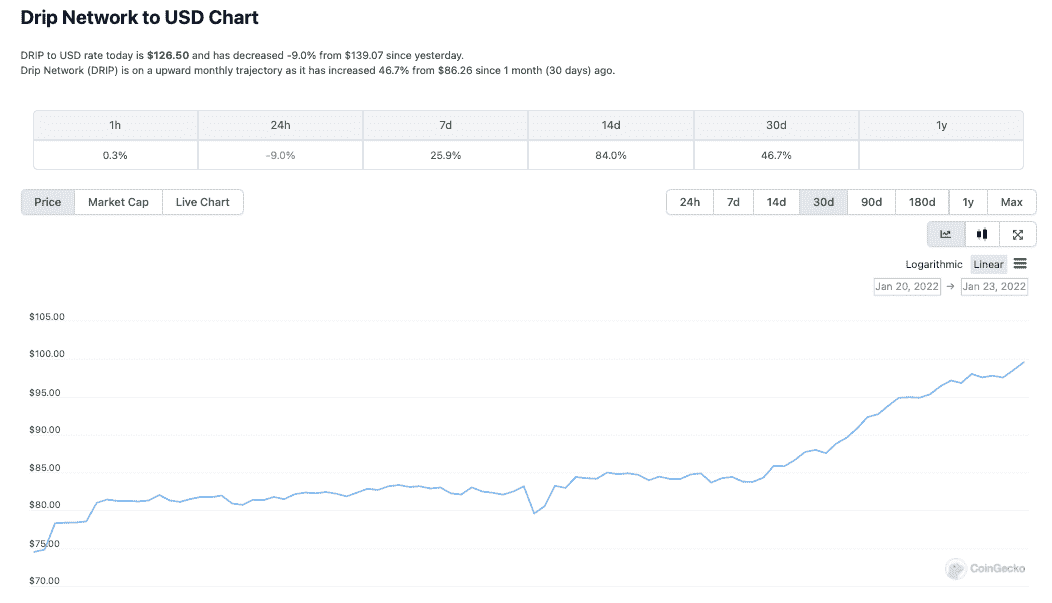 Drip Network to USD Chart
DRIP to USD rate today is $126.50 and has decreased -9.0% from $139.07 since yesterday.
Drip Network (DRIP) is on a upward monthly trajectory as it has increased 46.7% from $86.26 since 1 month (30 days) ago.
1h 24h 7d 14d 30d 1y
0.3% -9.0% 25.9% 84.0% 46.7%
Price Market Cap Live Chart 24h 7d 14d 30d 90d 180d 1y Max
Logarithmic Linear
Jan 20, 2022 → Jan 23, 2022
$105.00
$100.00
$95.00
$90.00
$85.00
$80.00
$75.00
$70.00
CoinGecko